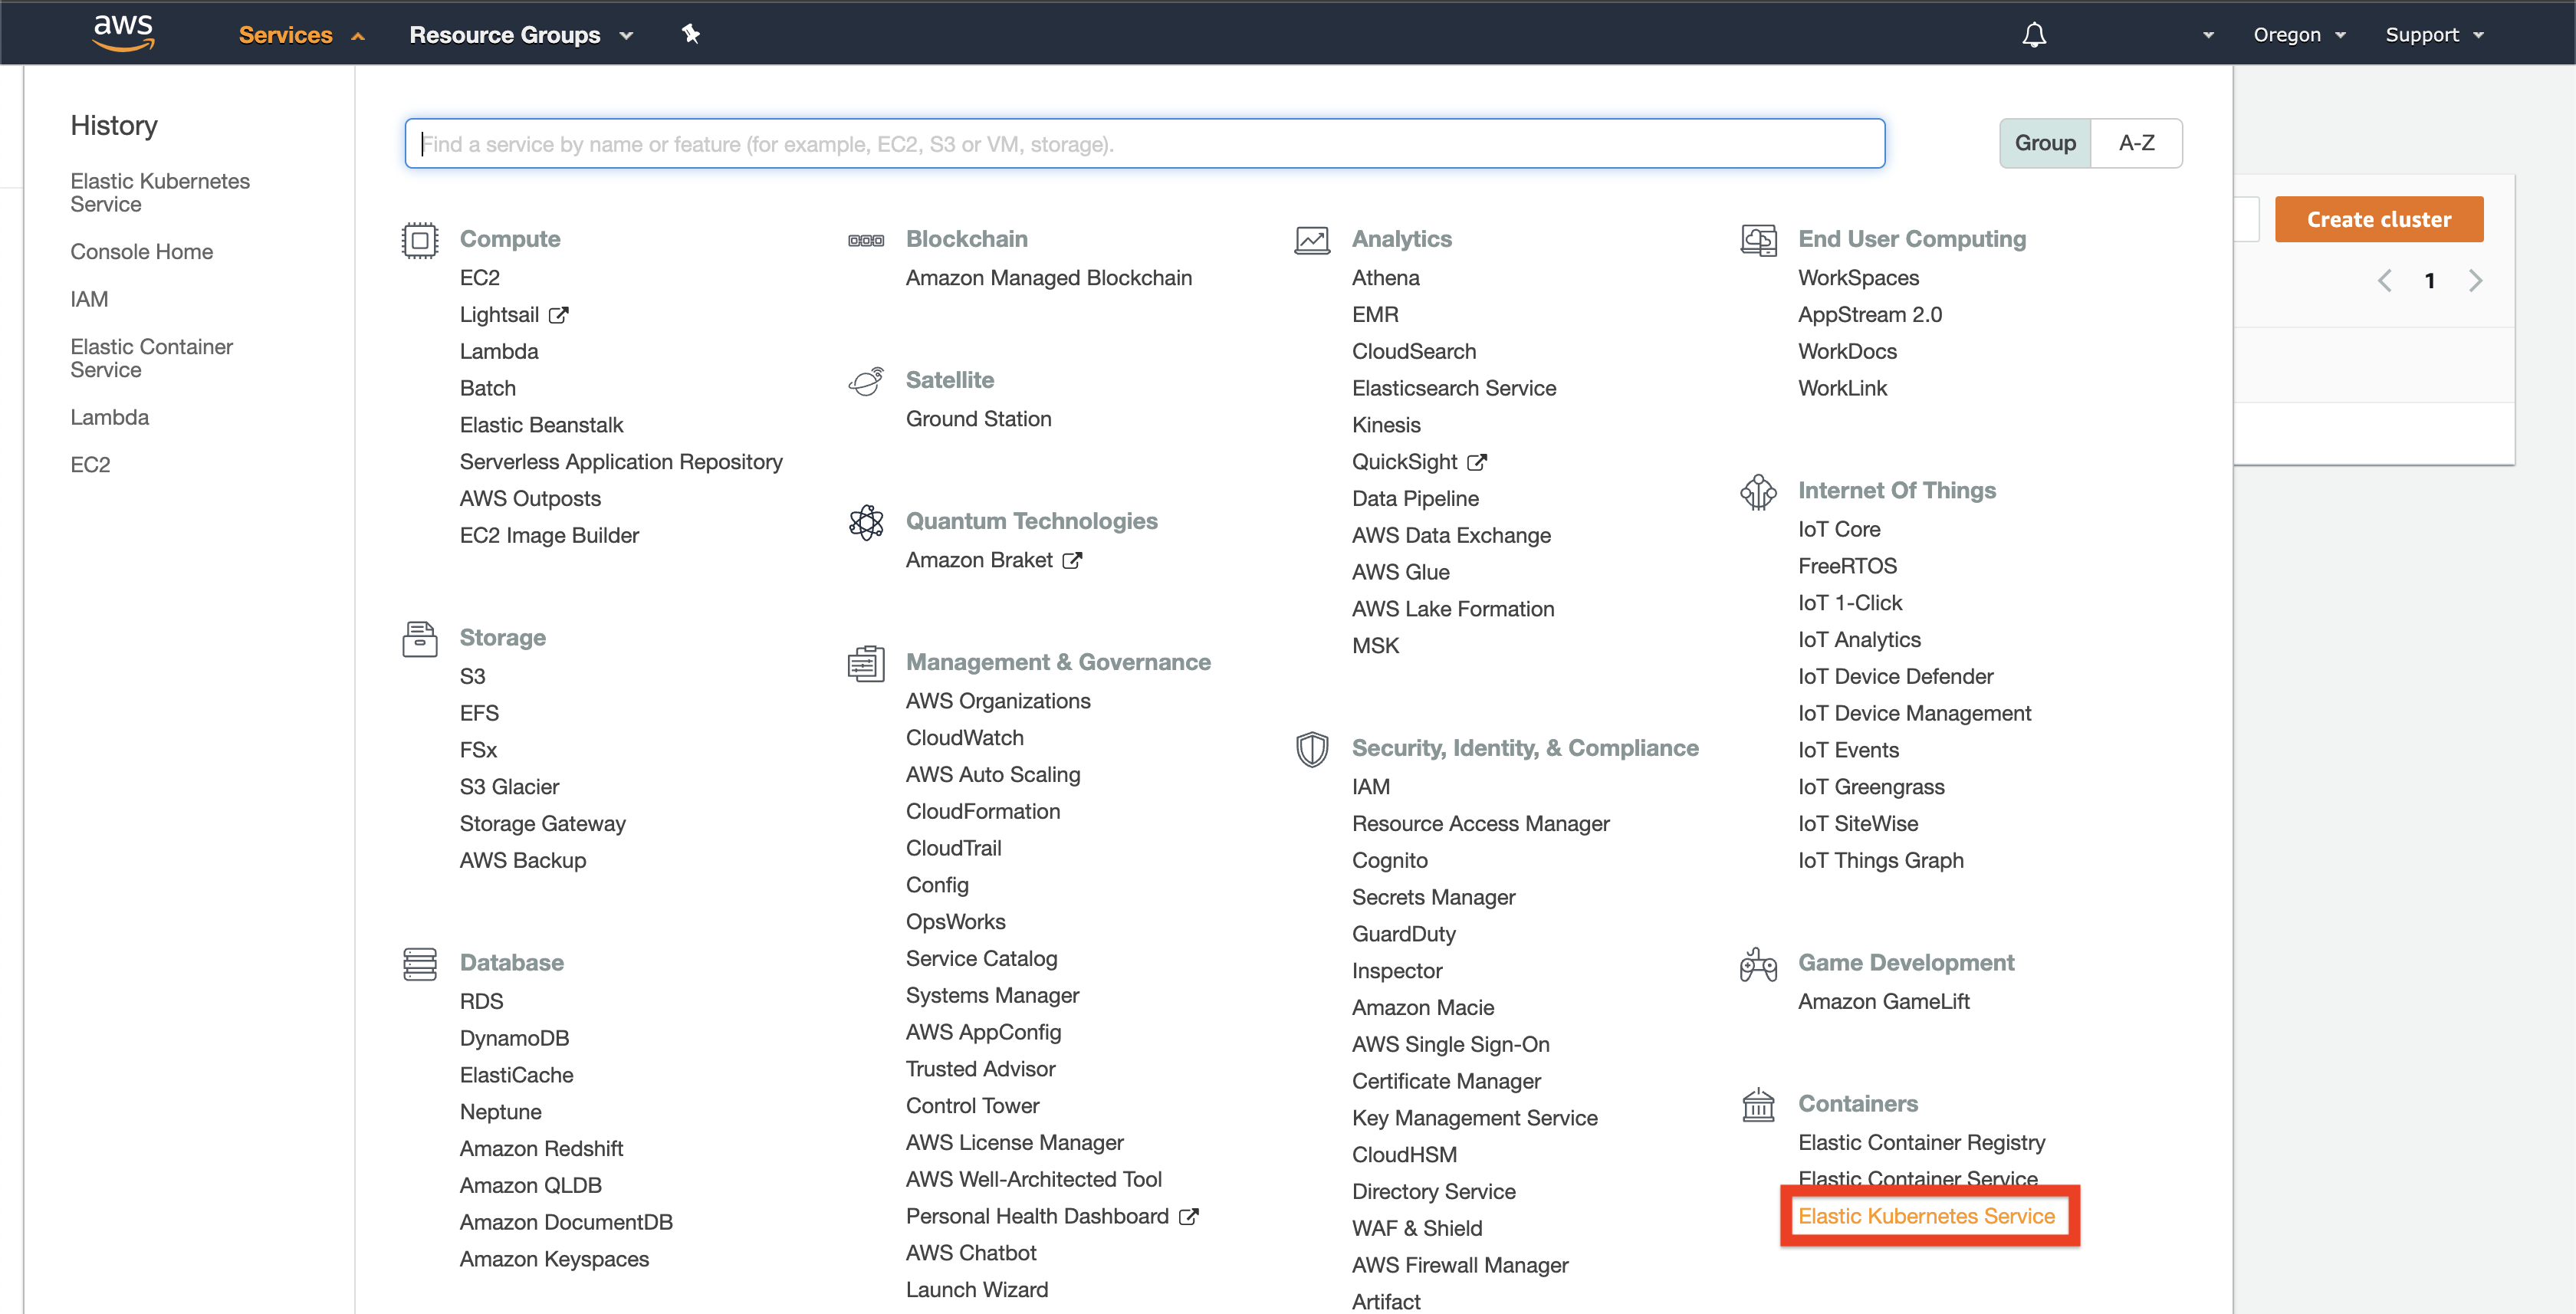 aws
Services
Resource Groups
Oregon
Support
History
Elastic Kubernetes
Service
Console Home
IAM
Elastic Container
Service
Lambda
EC2
Find a service by name or feature (for example, EC2, S3 or VM, storage).
Group
A-Z
Compute
EC2
Lightsail
Lambda
Batch
Elastic Beanstalk
Serverless Application Repository
AWS Outposts
EC2 Image Builder
Storage
S3
EFS
FSx
S3 Glacier
Storage Gateway
AWS Backup
Database
RDS
DynamoDB
ElastiCache
Neptune
Amazon Redshift
Amazon QLDB
Amazon DocumentDB
Amazon Keyspaces
Blockchain
Amazon Managed Blockchain
Satellite
Ground Station
Quantum Technologies
Amazon Braket
Management & Governance
AWS Organizations
CloudWatch
AWS Auto Scaling
CloudFormation
CloudTrail
Config
OpsWorks
Service Catalog
Systems Manager
AWS AppConfig
Trusted Advisor
Control Tower
AWS License Manager
AWS Well-Architected Tool
Personal Health Dashboard
AWS Chatbot
Launch Wizard
Analytics
Athena
EMR
CloudSearch
Elasticsearch Service
Kinesis
QuickSight
Data Pipeline
AWS Data Exchange
AWS Glue
AWS Lake Formation
MSK
Security, Identity, & Compliance
IAM
Resource Access Manager
Cognito
Secrets Manager
GuardDuty
Inspector
Amazon Macie
AWS Single Sign-On
Certificate Manager
Key Management Service
CloudHSM
Directory Service
WAF & Shield
AWS Firewall Manager
Artifact
End User Computing
WorkSpaces
AppStream 2.0
WorkDocs
WorkLink
Internet Of Things
IoT Core
FreeRTOS
IoT 1-Click
IoT Analytics
IoT Device Defender
IoT Device Management
IoT Events
IoT Greengrass
IoT SiteWise
IoT Things Graph
Game Development
Amazon GameLift
Containers
Elastic Container Registry
Elastic Container Service
Elastic Kubernetes Service
Create cluster
1